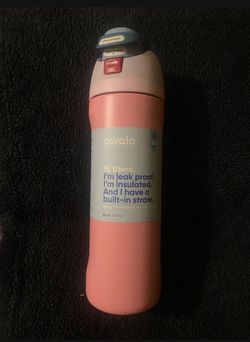 owala
Hi there.
I'm leak proof.
I'm insulated.
And I have a
built-in straw.